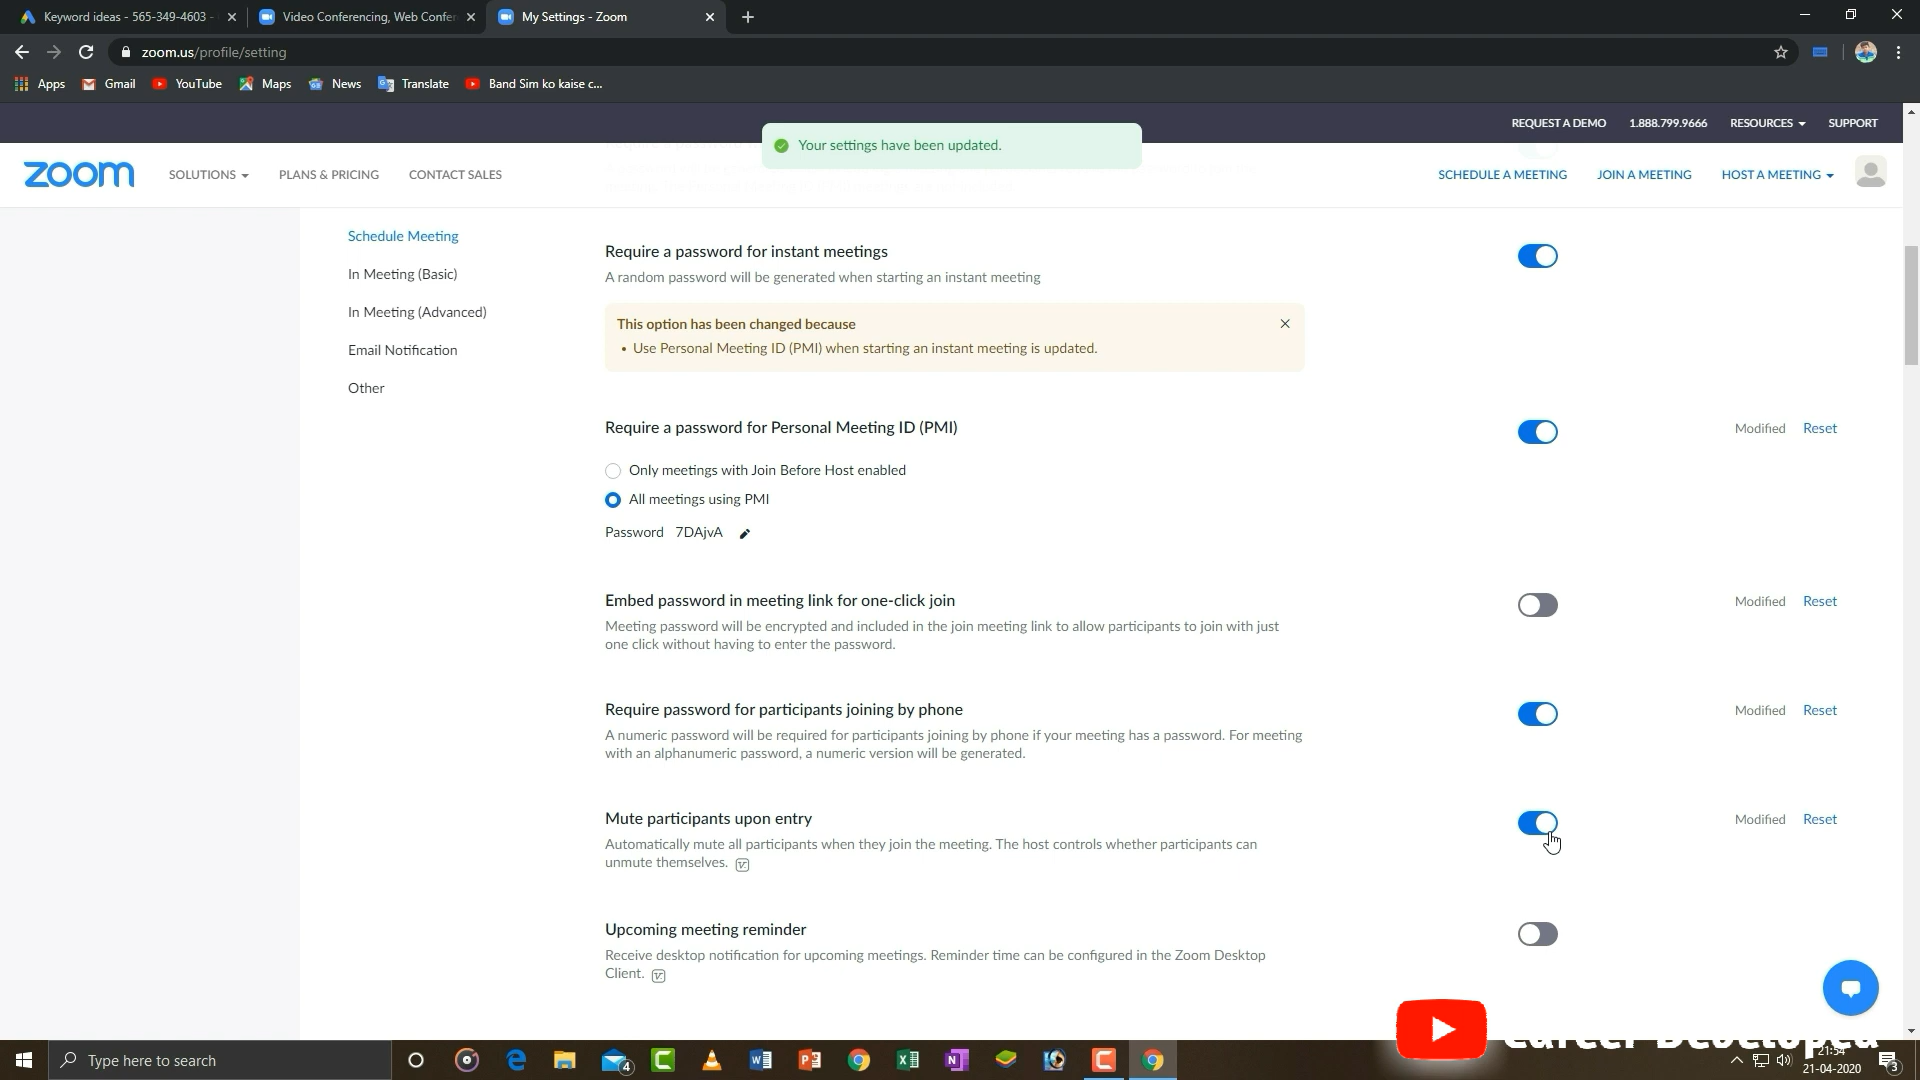 Keyword ideas - 565-349-4603 -
Video Conferencing, Web Confer
My Settings - Zoom
zoom.us/profile/setting
Apps
Gmail
YouTube
Maps
News
Translate
Band Sim ko kaise c...
REQUEST A DEMO
1.888.799.9666
RESOURCES
SUPPORT
Your settings have been updated.
zoom
SOLUTIONS
PLANS & PRICING
CONTACT SALES
SCHEDULE A MEETING
JOIN A MEETING
HOST A MEETING
Schedule Meeting
In Meeting (Basic)
In Meeting (Advanced)
Email Notification
Other
Require a password for instant meetings
A random password will be generated when starting an instant meeting
This option has been changed because
• Use Personal Meeting ID (PMI) when starting an instant meeting is updated.
Require a password for Personal Meeting ID (PMI)
Modified Reset
Only meetings with Join Before Host enabled
All meetings using PMI
Password 7DAjvA
Embed password in meeting link for one-click join
Modified Reset
Meeting password will be encrypted and included in the join meeting link to allow participants to join with just
one click without having to enter the password.
Require password for participants joining by phone
Modified Reset
A numeric password will be required for participants joining by phone if your meeting has a password. For meeting
with an alphanumeric password, a numeric version will be generated.
Mute participants upon entry
Modified Reset
Automatically mute all participants when they join the meeting. The host controls whether participants can
unmute themselves.
Upcoming meeting reminder
Receive desktop notification for upcoming meetings. Reminder time can be configured in the Zoom Desktop
Client.
Career Developed
Type here to search
4
21:54
21-04-2020
3